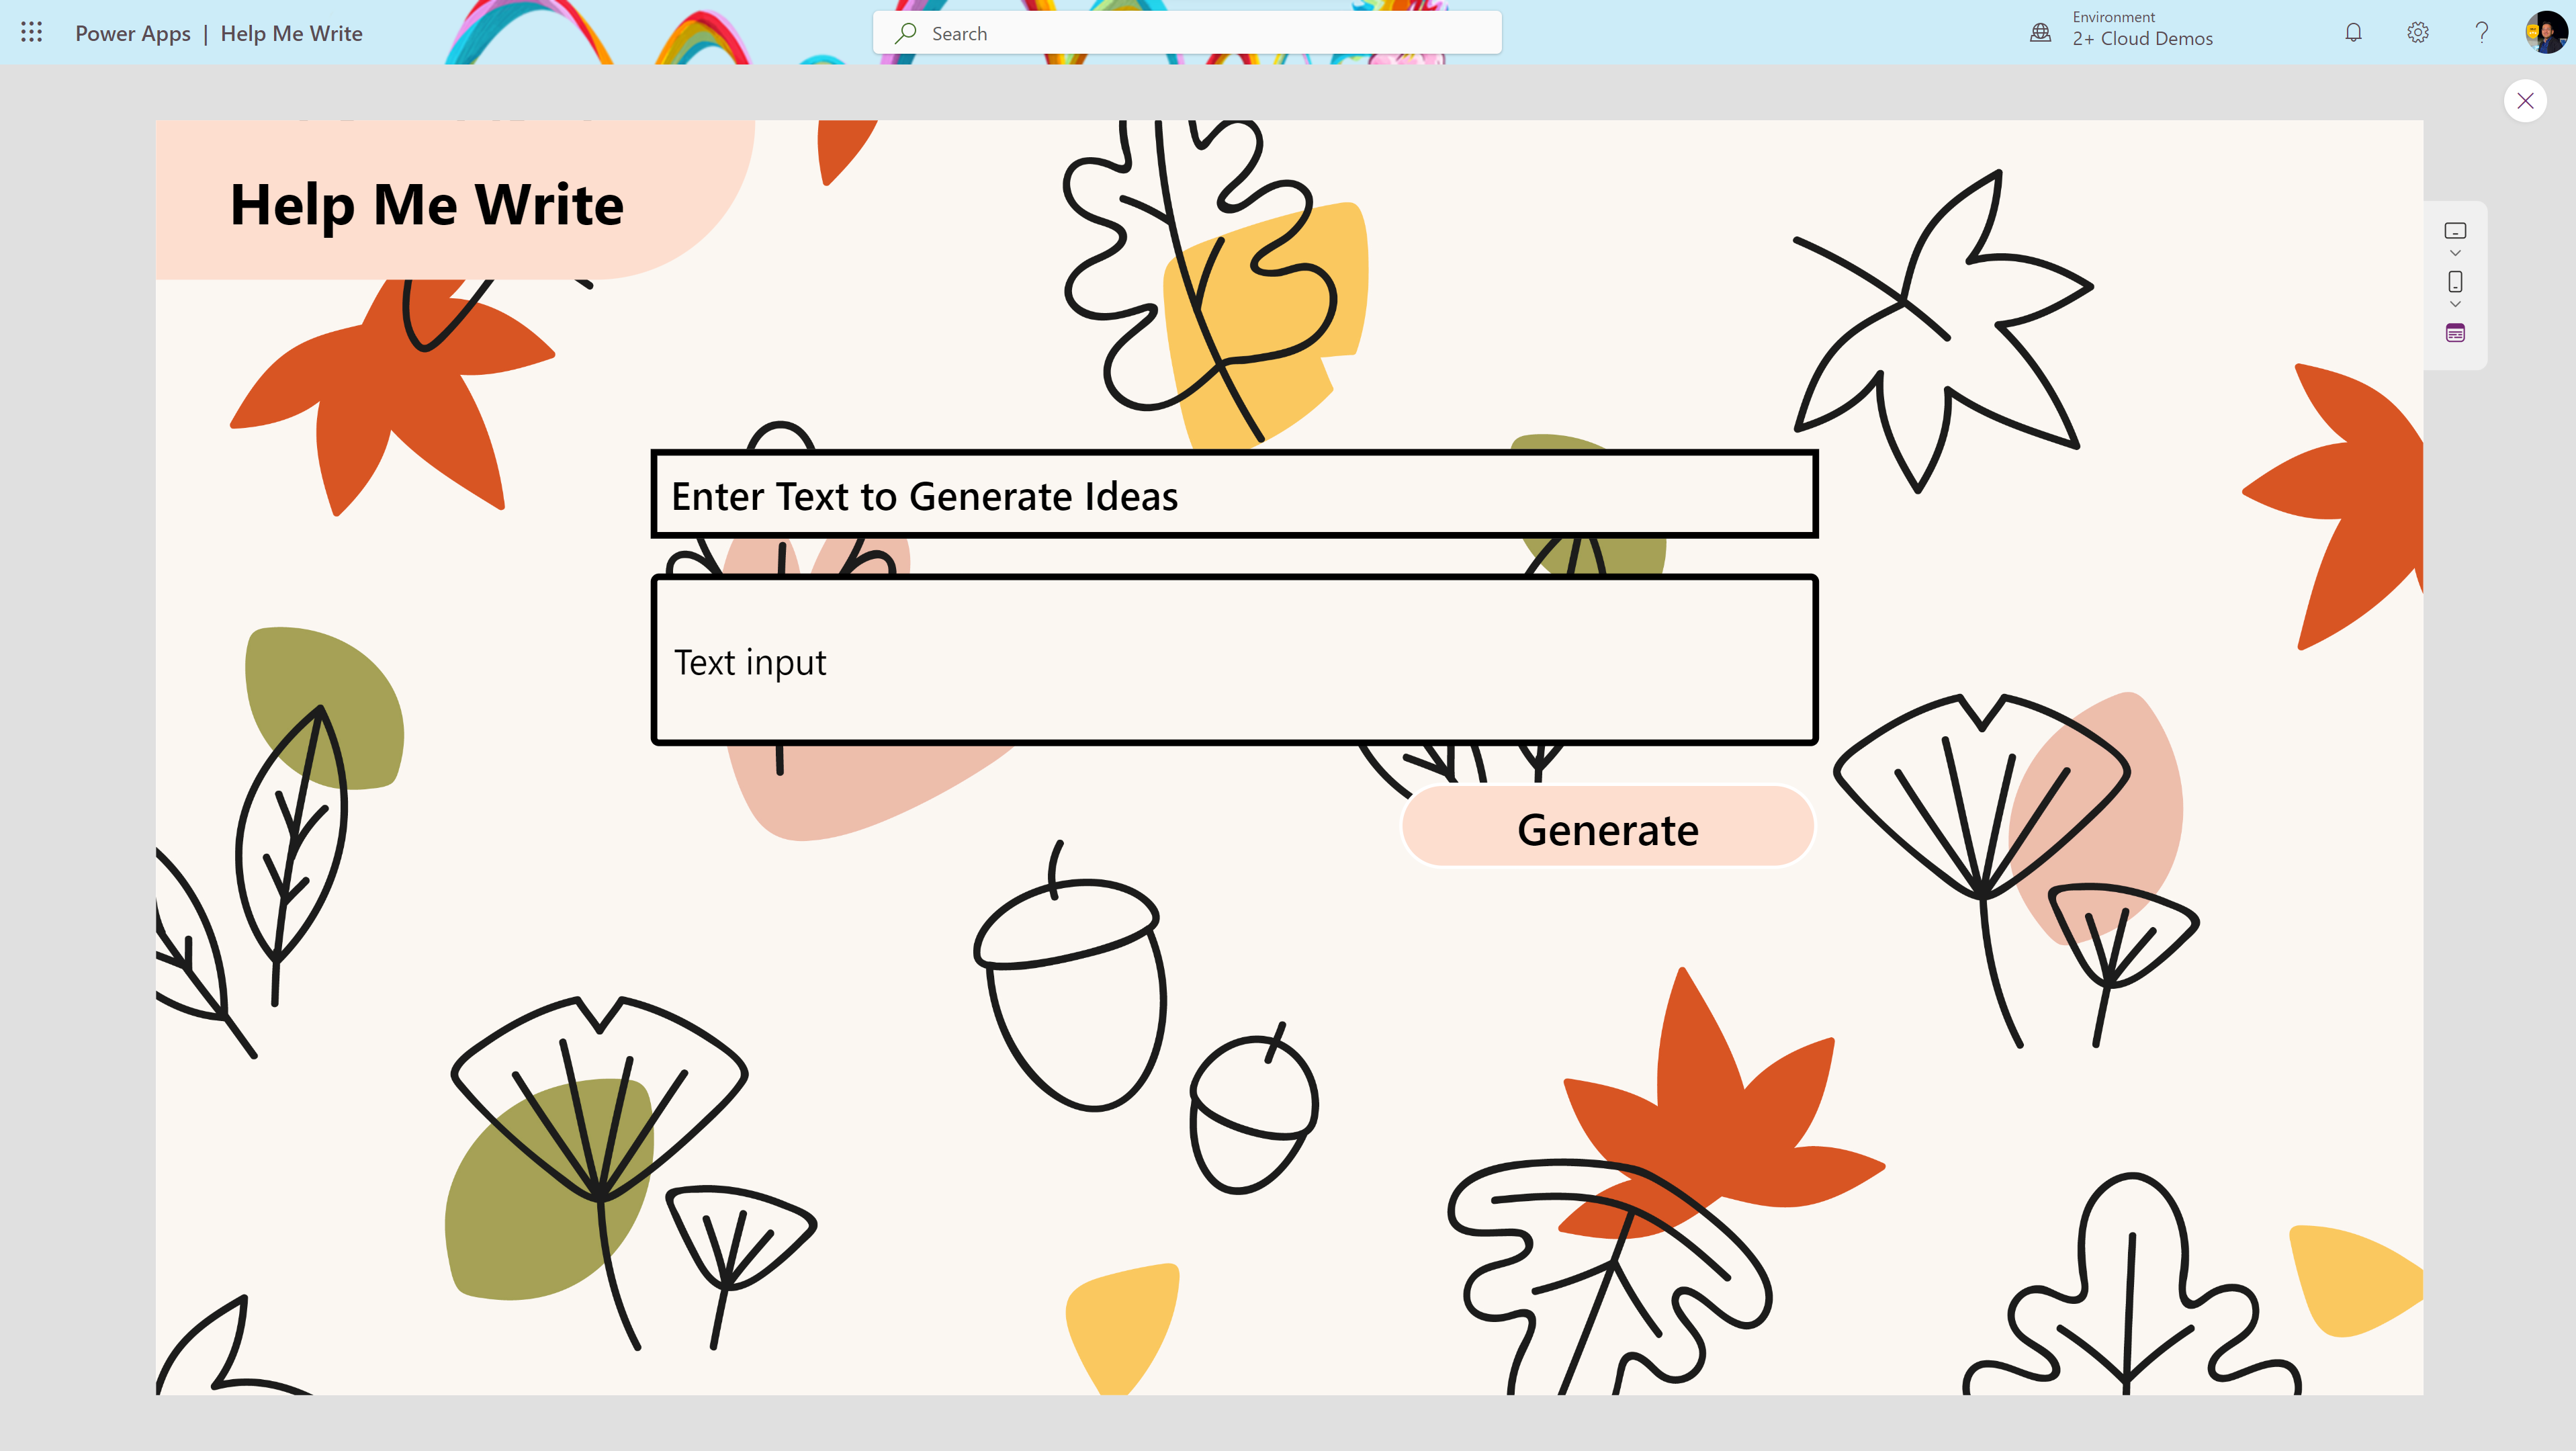 Power Apps | Help Me Write
Search
Environment
2+ Cloud Demos
Help Me Write
Enter Text to Generate Ideas
Text input
Generate